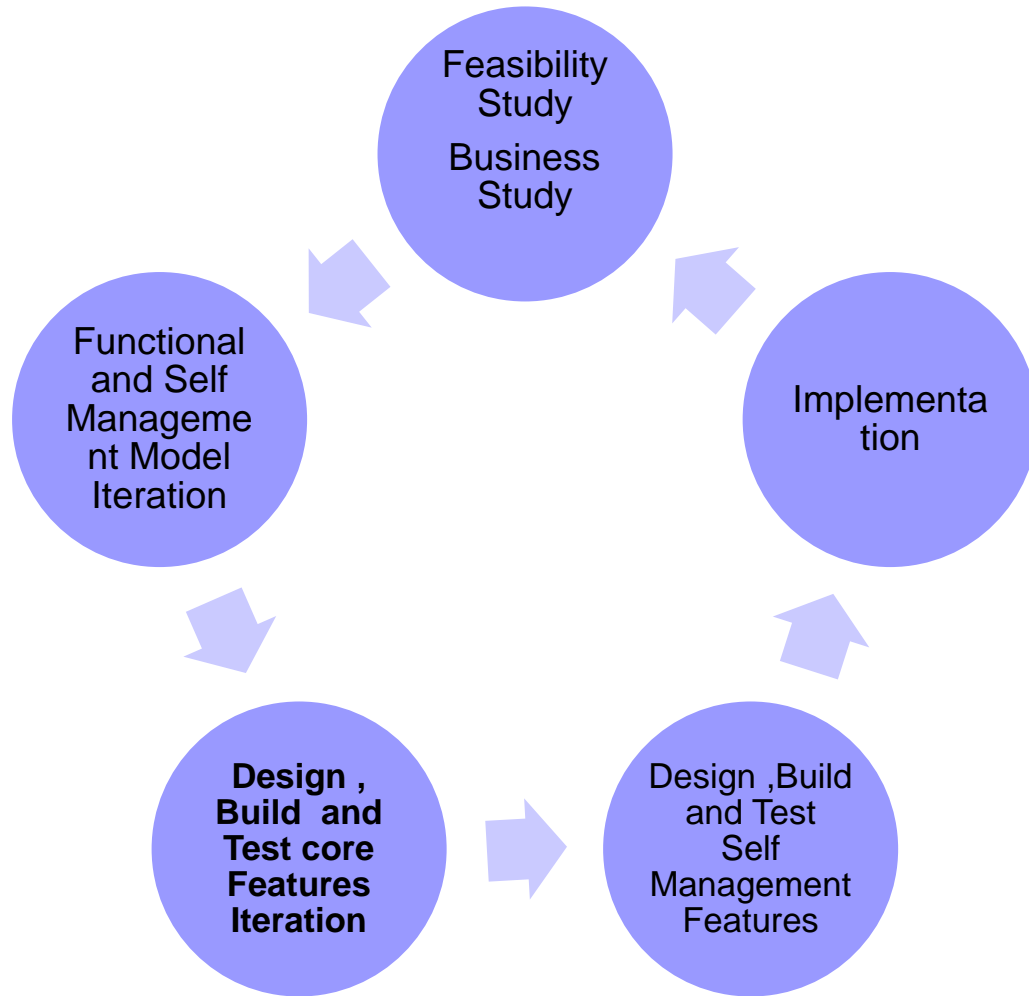 Feasibility
Study
Business
Study
Functional
and Self
Manageme
nt Model
Iteration
Implementa
tion
Design ,
Build  and
Test core
Features
Iteration
Design ,Build
and Test
Self
Management
Features